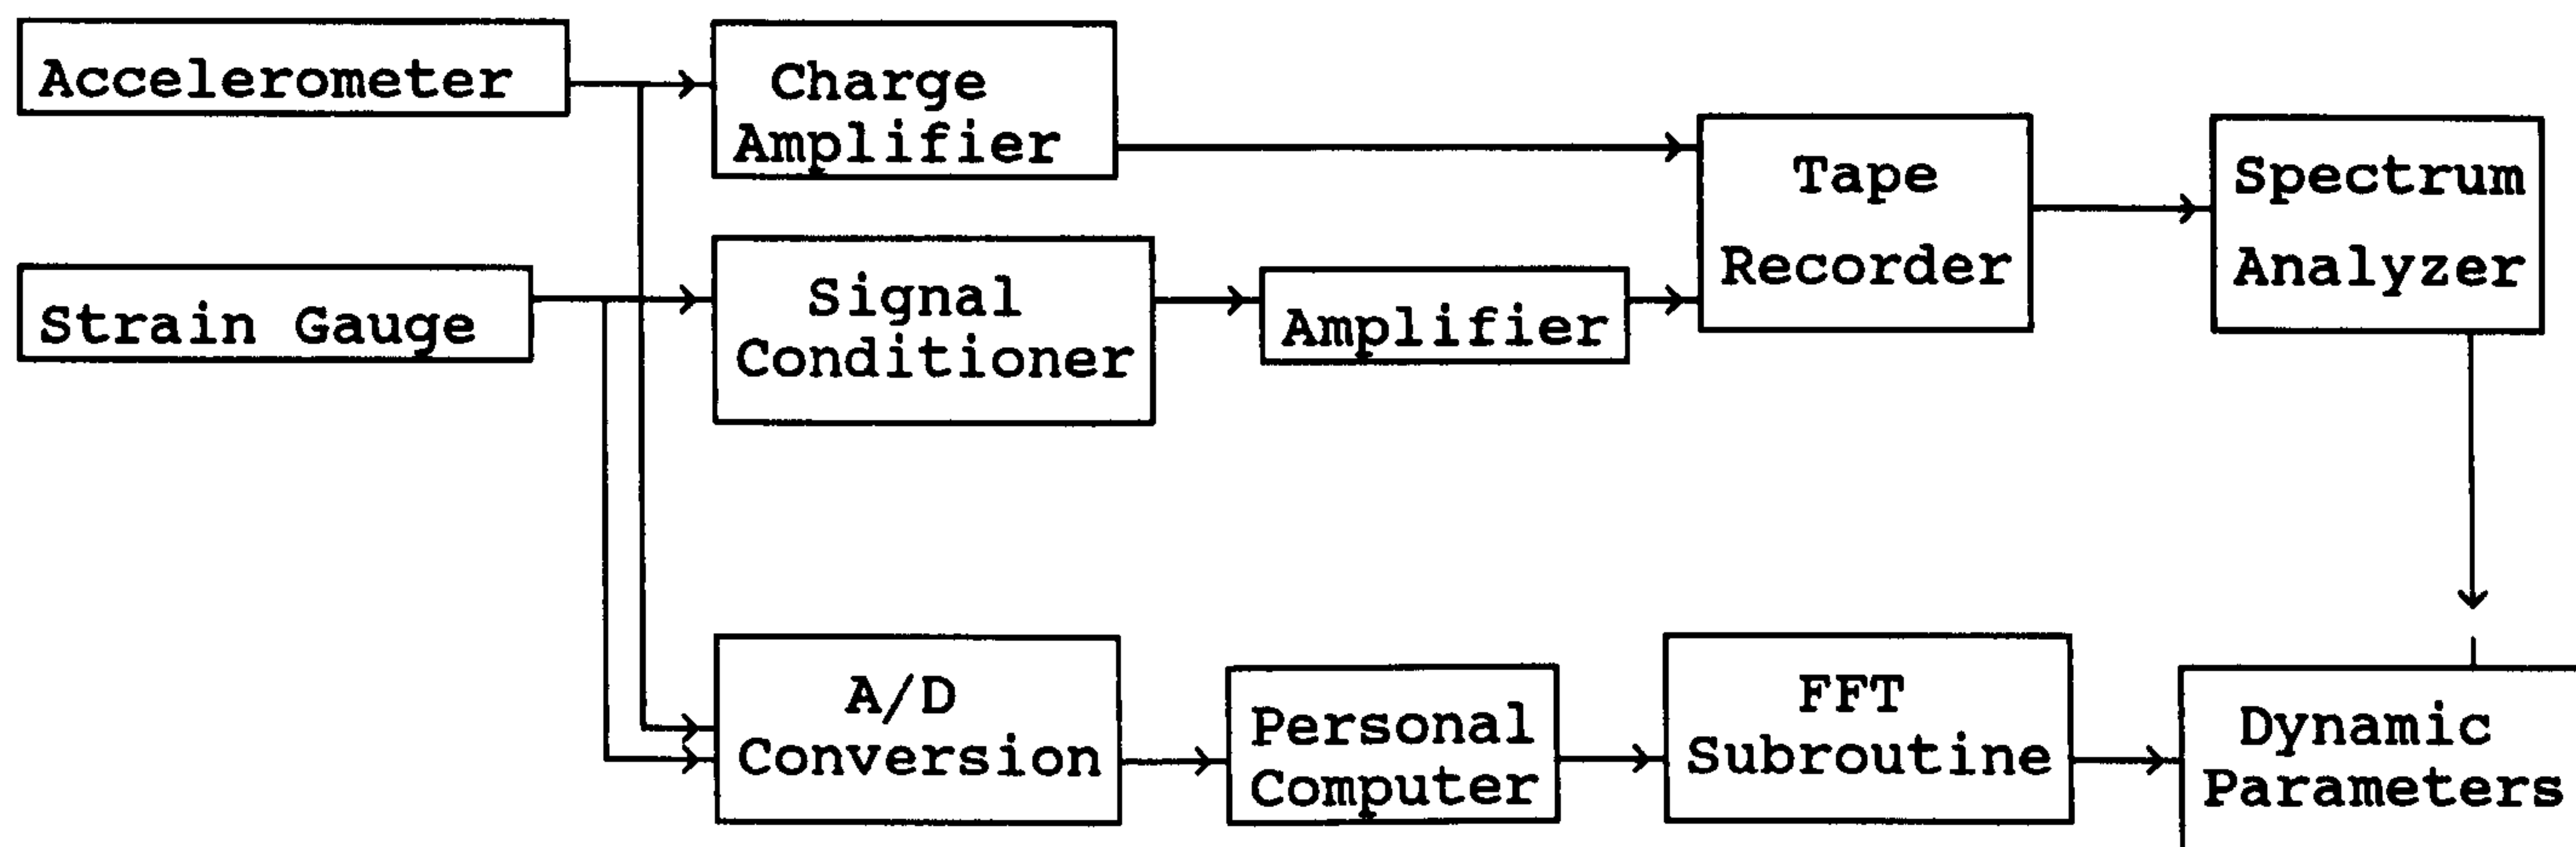 Accelerometer
Charge
Amplifier
Tape
Recorder
Spectrum
Analyzer
Strain Gauge
Signal
Conditioner
Amplifier
A/D
Conversion
Personal
Computer
FFT
Subroutine
Dynamic
Parameters